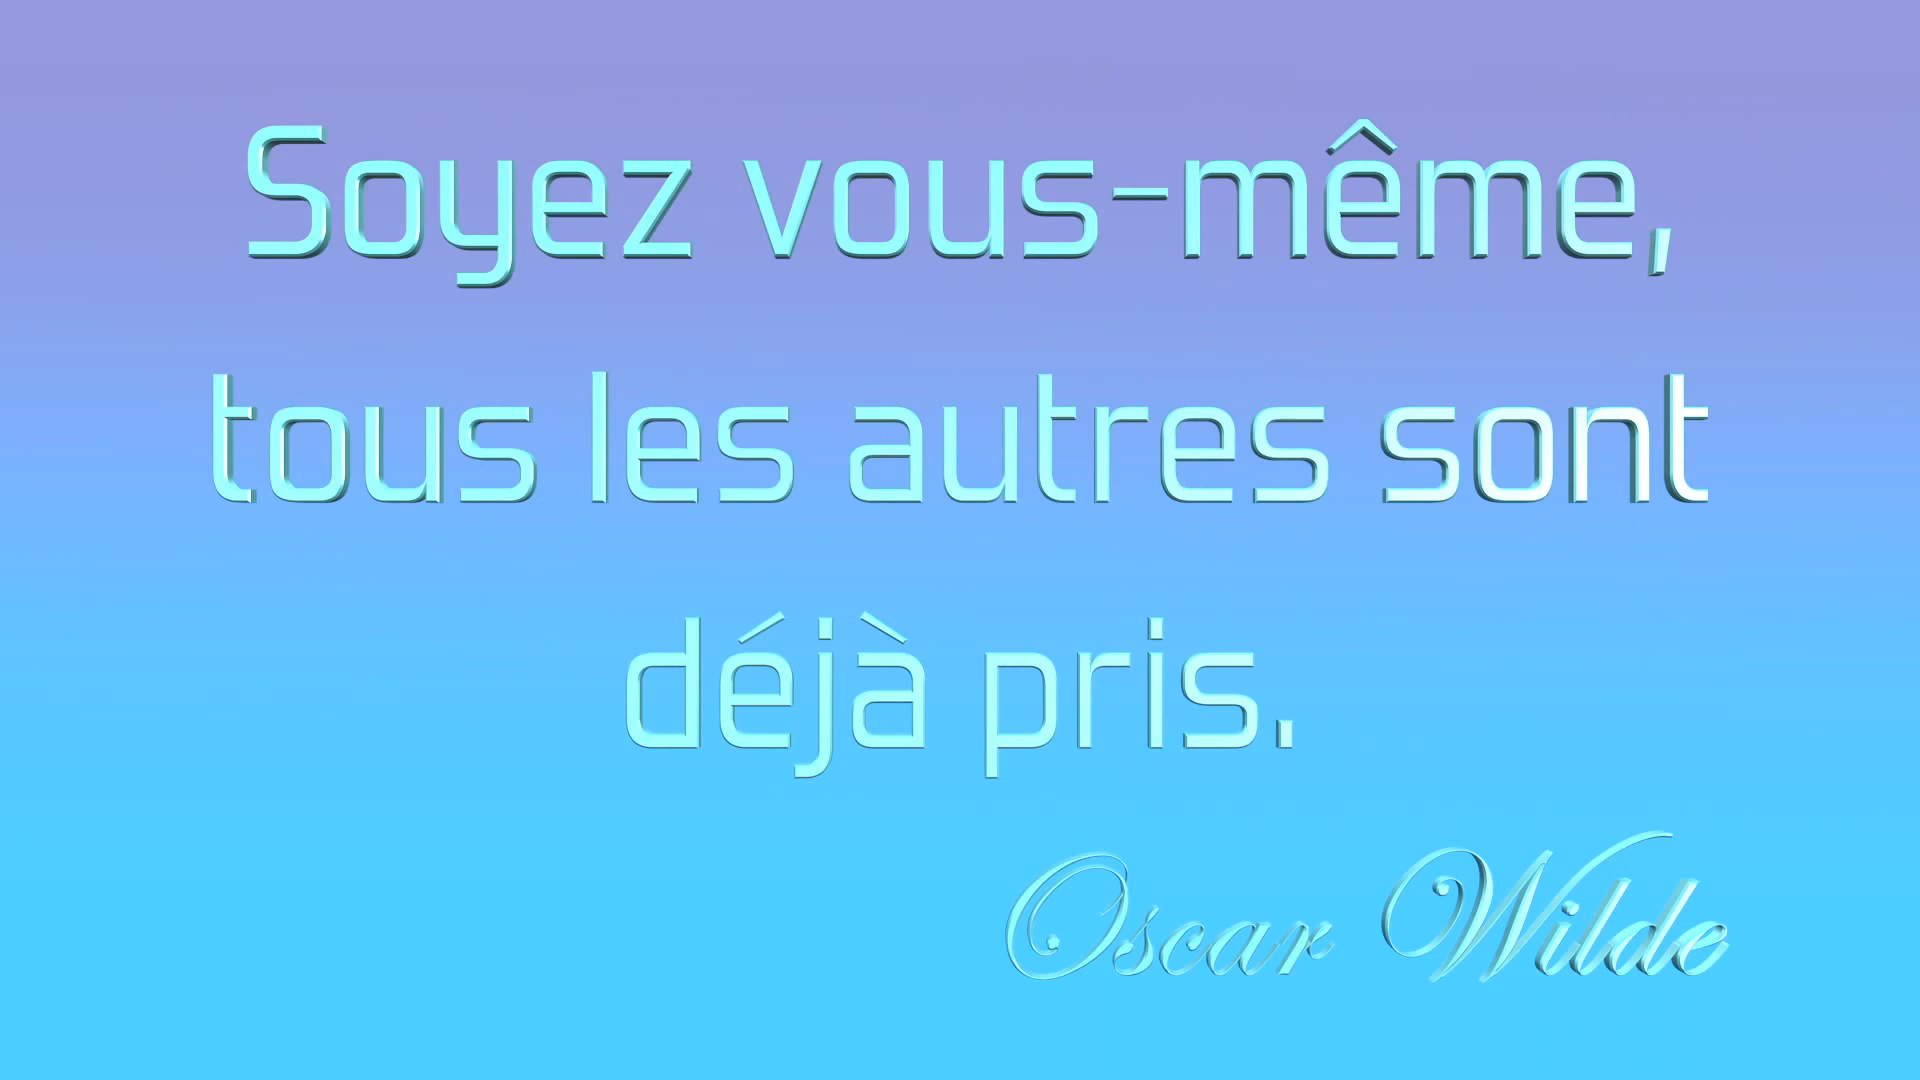 Soyez vous-même,
tous les autres sont
déjà pris.
Oscar Wilde